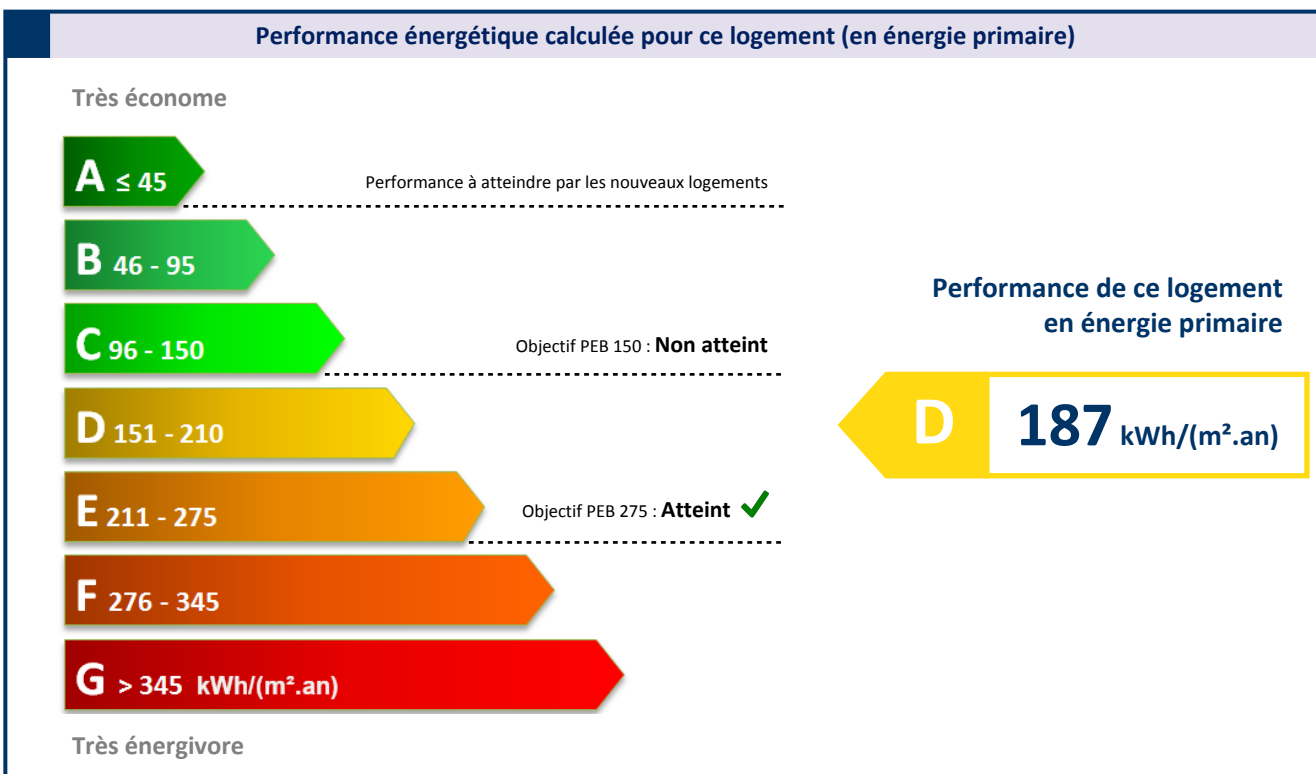 Performance énergétique calculée pour ce logement (en énergie primaire)
Très économe
A ≤ 45
Performance à atteindre par les nouveaux logements
B 46 - 95
C 96 - 150
Objectif PEB 150 : Non atteint
D 151 - 210
E 211 - 275
Objectif PEB 275 : Atteint ✓
F 276 - 345
G > 345 kWh/(m².an)
Très énergivore
Performance de ce logement
en énergie primaire
D 187 kWh/(m².an)